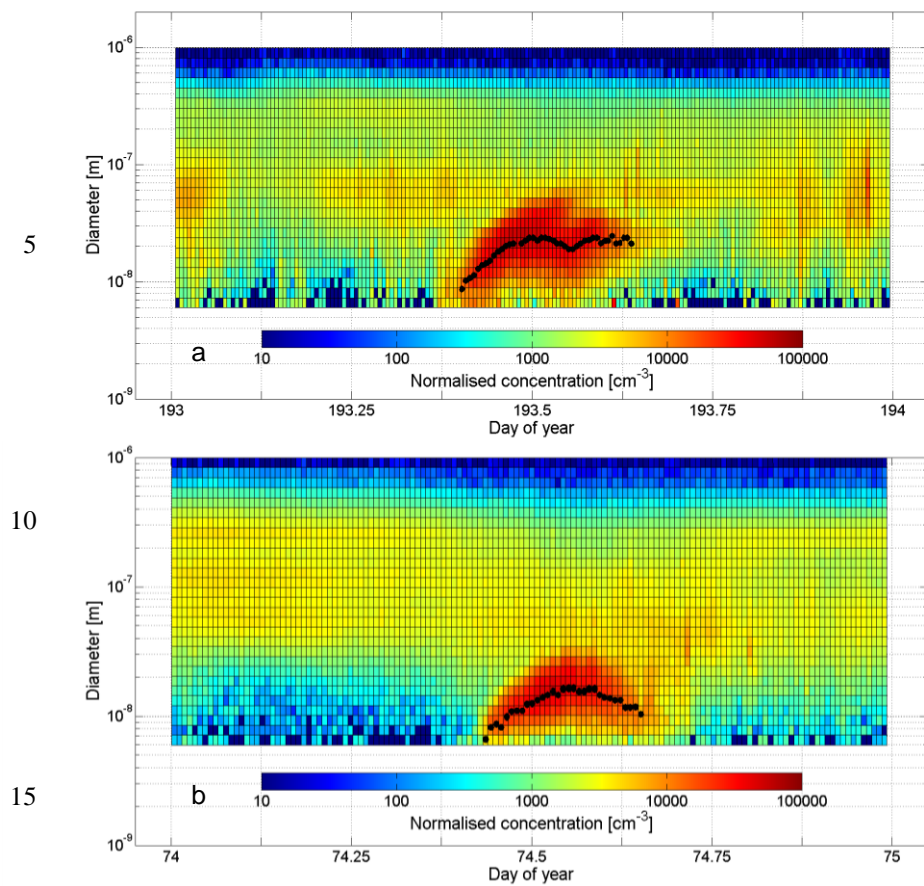 10^-6
10^-7
Diameter [m]
5
10^-8
a
10 100 1000 10000 100000
Normalised concentration [cm^-3]
10^-9
193 193.25 193.5 193.75 194
Day of year
10^-6
10
10^-7
Diameter [m]
10^-8
15
b
10 100 1000 10000 100000
Normalised concentration [cm^-3]
10^-9
74 74.25 74.5 74.75 75
Day of year